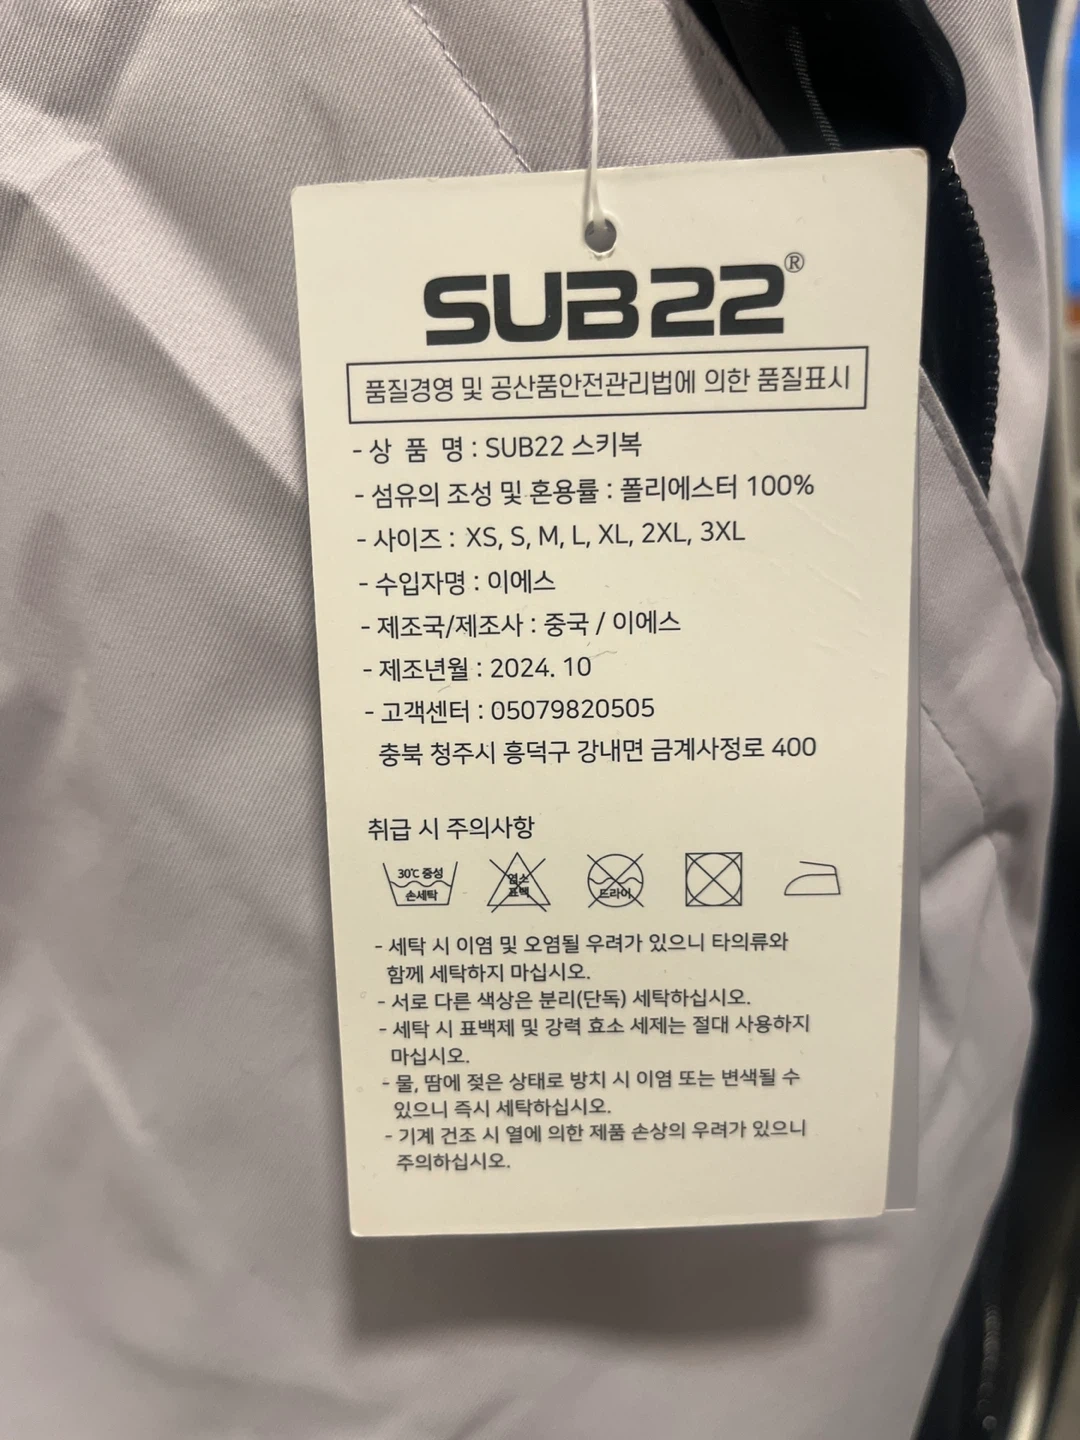 SUB22®
품질경영 및 공산품안전관리법에 의한 품질표시
- 상 품 명 : SUB22 스키복
- 섬유의 조성 및 혼용률 : 폴리에스터 100%
- 사이즈 : XS, S, M, L, XL, 2XL, 3XL
- 수입자명 : 이에스
- 제조국/제조사 : 중국 / 이에스
- 제조년월 : 2024. 10
- 고객센터 : 05079820505
충북 청주시 흥덕구 강내면 금계사정로 400
취급 시 주의사항
30℃ 중성 염소 드라이
손세탁 표백
- 세탁 시 이염 및 오염될 우려가 있으니 타의류와
함께 세탁하지 마십시오.
- 서로 다른 색상은 분리(단독) 세탁하십시오.
- 세탁 시 표백제 및 강력 효소 세제는 절대 사용하지
마십시오.
- 물, 땀에 젖은 상태로 방치 시 이염 또는 변색될 수
있으니 즉시 세탁하십시오.
- 기계 건조 시 열에 의한 제품 손상의 우려가 있으니
주의하십시오.